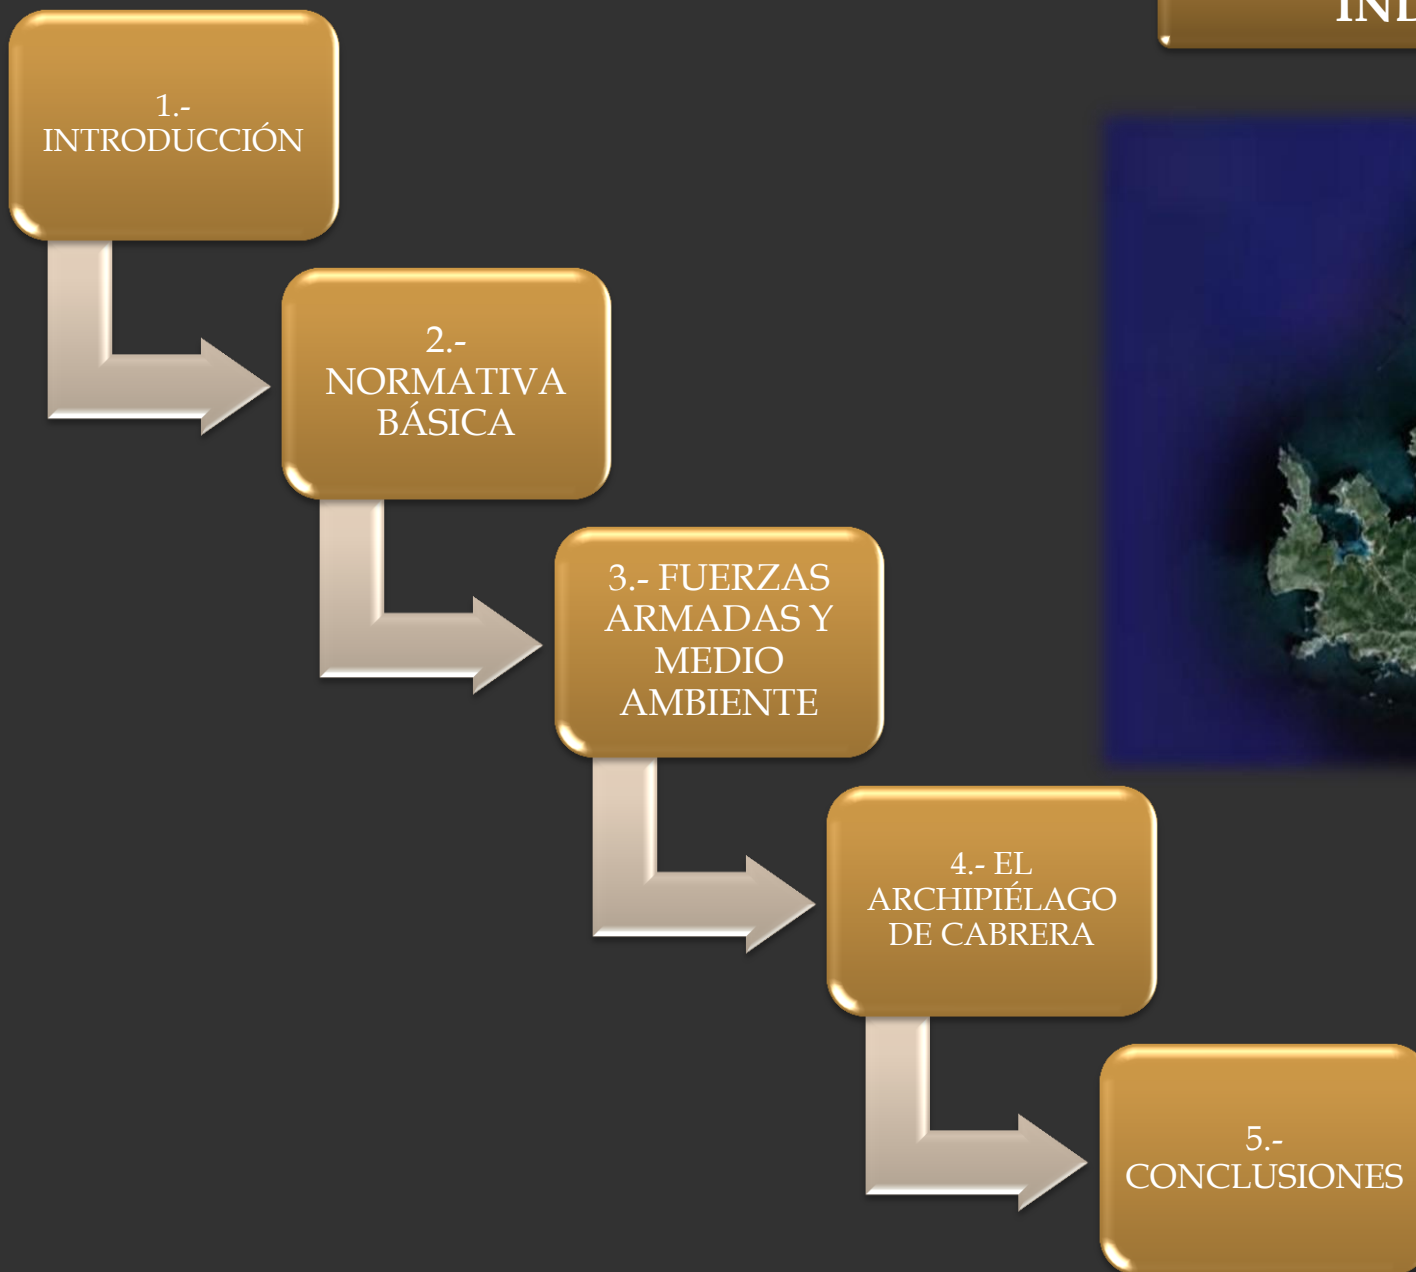 1.-
INTRODUCCIÓN
2.-
NORMATIVA
BÁSICA
3.- FUERZAS
ARMADAS Y
MEDIO
AMBIENTE
4.- EL
ARCHIPIÉLAGO
DE CABRERA
5.-
CONCLUSIONES